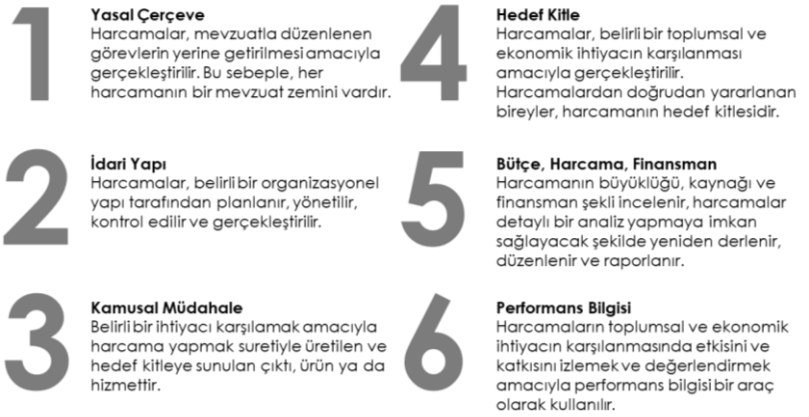 1
Yasal Çerçeve
Harcamalar, mevzuatla düzenlenen
görevlerin yerine getirilmesi amacıyla
gerçekleştirilir. Bu sebeple, her
harcamanın bir mevzuat zemini vardır.
2
İdari Yapı
Harcamalar, belirli bir organizasyonel
yapı tarafından planlanır, yönetilir,
kontrol edilir ve gerçekleştirilir.
3
Kamusal Müdahale
Belirli bir ihtiyacı karşılamak amacıyla
harcama yapmak suretiyle üretilen ve
hedef kitleye sunulan çıktı, ürün ya da
hizmettir.
4
Hedef Kitle
Harcamalar, belirli bir toplumsal ve
ekonomik ihtiyacın karşılanması
amacıyla gerçekleştirilir.
Harcamalardan doğrudan yararlanan
bireyler, harcamanın hedef kitlesidir.
5
Bütçe, Harcama, Finansman
Harcamanın büyüklüğü, kaynağı ve
finansman şekli incelenir, harcamalar
detaylı bir analiz yapmaya imkan
sağlayacak şekilde yeniden derlenir,
düzenlenir ve raporlanır.
6
Performans Bilgisi
Harcamaların toplumsal ve ekonomik
ihtiyacın karşılanmasında etkisini ve
katkısını izlemek ve değerlendirmek
amacıyla performans bilgisi bir araç
olarak kullanılır.